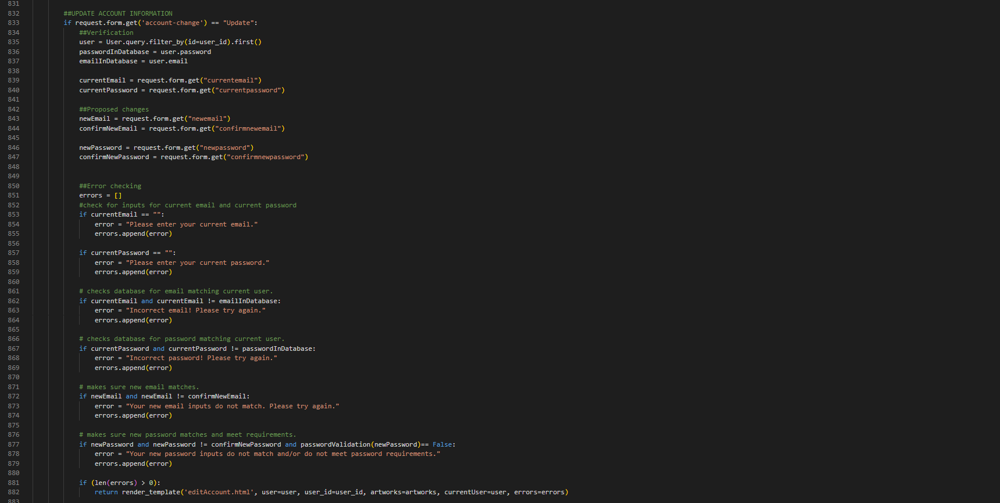 831
832 ##UPDATE ACCOUNT INFORMATION
833 if request.form.get('account-change') == "Update":
834 ##Verification
835 user = User.query.filter_by(id=user_id).first()
836 passwordInDatabase = user.password
837 emailInDatabase = user.email
838
839 currentEmail = request.form.get("currentemail")
840 currentPassword = request.form.get("currentpassword")
841
842 ##Proposed changes
843 newEmail = request.form.get("newemail")
844 confirmNewEmail = request.form.get("confirmnewemail")
845
846 newPassword = request.form.get("newpassword")
847 confirmNewPassword = request.form.get("confirmnewpassword")
848
849
850 ##Error checking
851 errors = []
852 #check for inputs for current email and current password
853 if currentEmail == "":
854 error = "Please enter your current email."
855 errors.append(error)
856
857 if currentPassword == "":
858 error = "Please enter your current password."
859 errors.append(error)
860
861 # checks database for email matching current user.
862 if currentEmail and currentEmail != emailInDatabase:
863 error = "Incorrect email! Please try again."
864 errors.append(error)
865
866 # checks database for password matching current user.
867 if currentPassword and currentPassword != passwordInDatabase:
868 error = "Incorrect password! Please try again."
869 errors.append(error)
870
871 # makes sure new email matches.
872 if newEmail and newEmail != confirmNewEmail:
873 error = "Your new email inputs do not match. Please try again."
874 errors.append(error)
875
876 # makes sure new password matches and meet requirements.
877 if newPassword and newPassword != confirmNewPassword and passwordValidation(newPassword)== False:
878 error = "Your new password inputs do not match and/or do not meet password requirements."
879 errors.append(error)
880
881 if (len(errors) > 0):
882 return render_template('editAccount.html', user=user, user_id=user_id, artworks=artworks, currentUser=user, errors=errors)
883